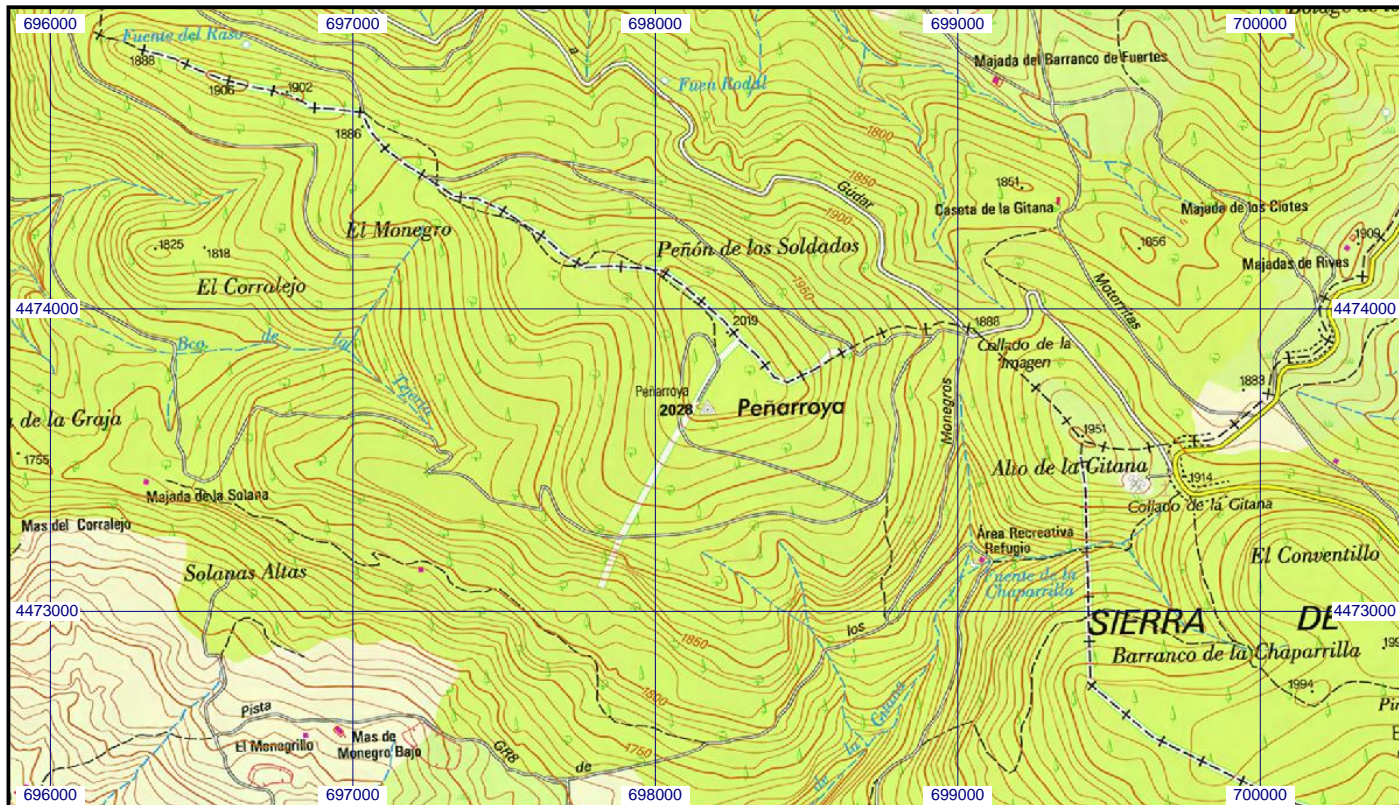 696000
697000
698000
699000
700000
Fuente del Raso
1888
1906
1902
1886
a
Fuen Rodal
Majada del Barranco de Fuertes
1800
1850
Gúdar
1900
1851
Caseta de la Gitana
Majada de los Clotes
1856
1909
Majadas de Rives
El Monegro
Peñón de los Soldados
1825
1818
El Corralejo
1950
Motorritas
4474000
4474000
2019
1888
Collado de la
Imagen
Bco. de la Tejeria
Peñarroya
2028
Peñarroya
Monegros
1883
a de la Graja
1951
1755
Alto de la Gitana
1914
Majada de la Solana
Collado de la Gitana
Mas del Corralejo
Área Recreativa
Refugio
El Conventillo
Solanas Altas
Fuente de la
Chaparrilla
4473000
4473000
SIERRA DE
los
1850
Barranco de la Chaparrilla
1994
1800
Pista
El Monegrillo
Mas de
Monegro Bajo
GR8
de
1750
de la
696000
697000
698000
699000
700000